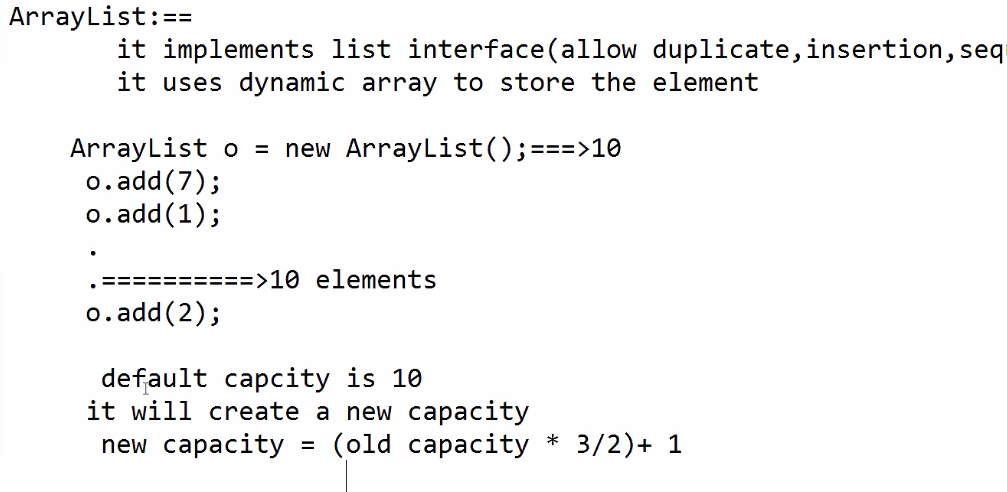 ArrayList:==
it implements list interface(allow duplicate,insertion,
it uses dynamic array to store the element
ArrayList o = new ArrayList();===>10
o.add(7);
o.add(1);
.
.==========>10 elements
o.add(2);
default capcity is 10
it will create a new capacity
new capacity = (old capacity * 3/2)+ 1